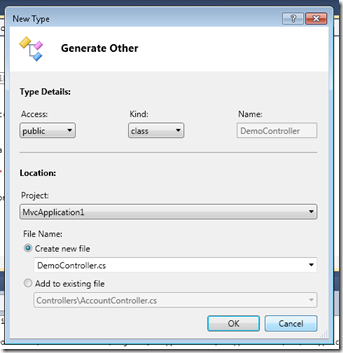 New Type
Generate Other
Type Details:
Access: Kind: Name:
public class DemoController
Location:
Project:
MvcApplication1
File Name:
Create new file
DemoController.cs
Add to existing file
Controllers\AccountController.cs
OK Cancel